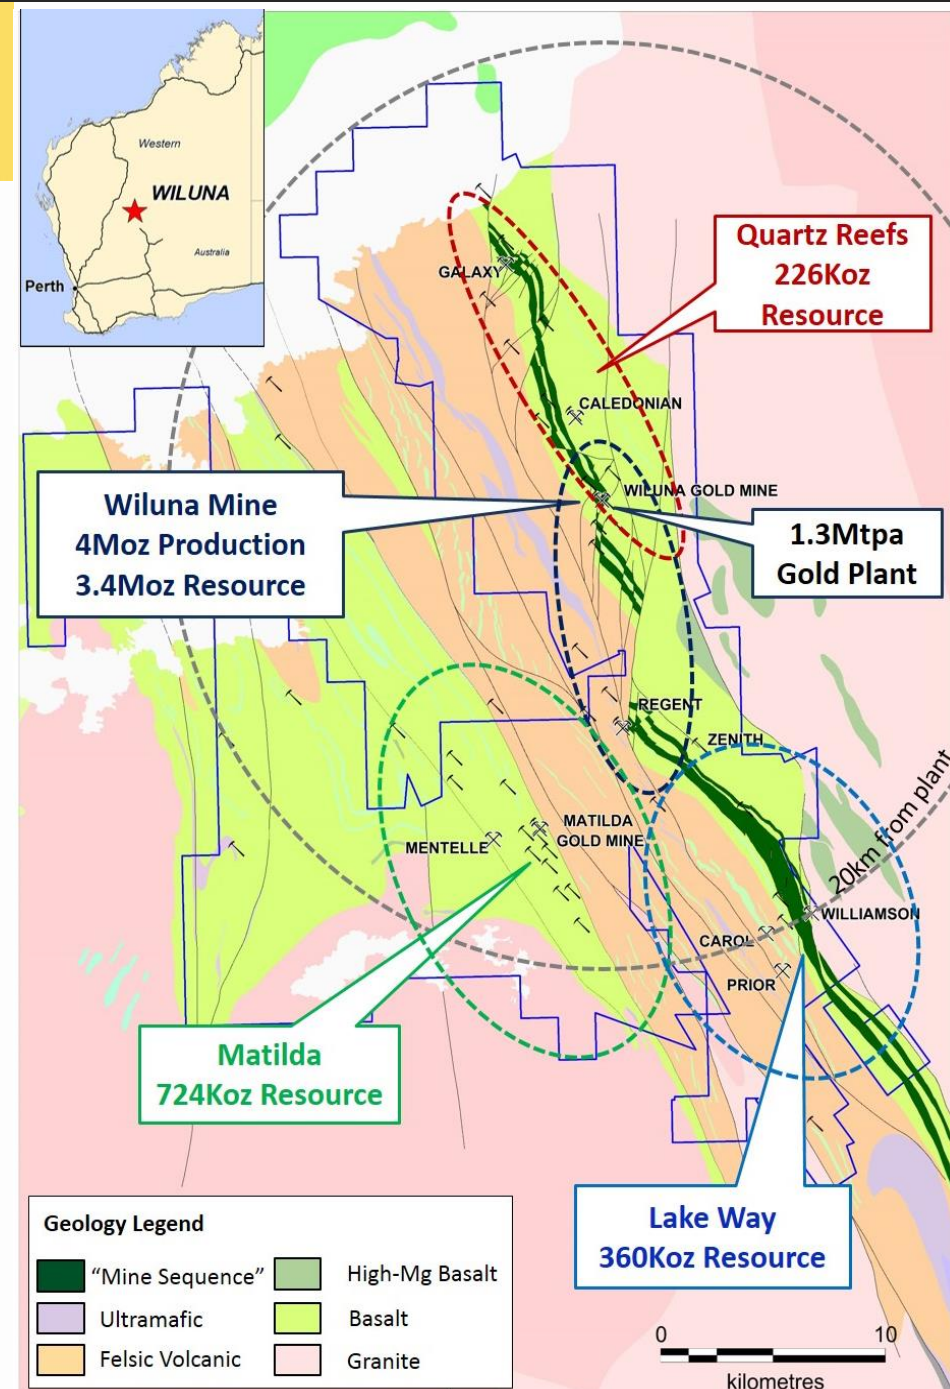 Western
WILUNA
Australia
Perth
Quartz Reefs
226Koz
Resource
GALAXY
CALEDONIAN
WILUNA GOLD MINE
Wiluna Mine
4Moz Production
3.4Moz Resource
1.3Mtpa
Gold Plant
REGENT
ZENITH
20km from plant
MATILDA
GOLD MINE
MENTELLE
WILLIAMSON
CAROL
PRIOR
Matilda
724Koz Resource
Lake Way
360Koz Resource
Geology Legend
“Mine Sequence”
High-Mg Basalt
Ultramafic
Basalt
Felsic Volcanic
Granite
0 10
kilometres